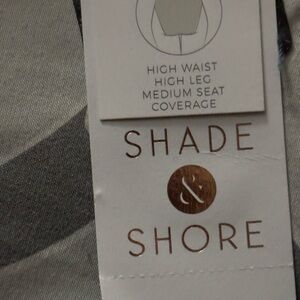 HIGH WAIST
HIGH LEG
MEDIUM SEAT
COVERAGE
SHADE
&
SHORE